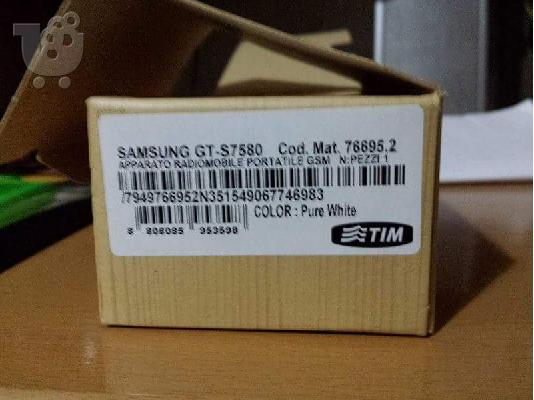 SAMSUNG GT-S7580 Cod. Mat. 76695.2
APPARATO RADIOMOBILE PORTATILE GSM N:PEZZI 1
/7949766952N351549067746983
COLOR : Pure White
8 806085 953598
TIM